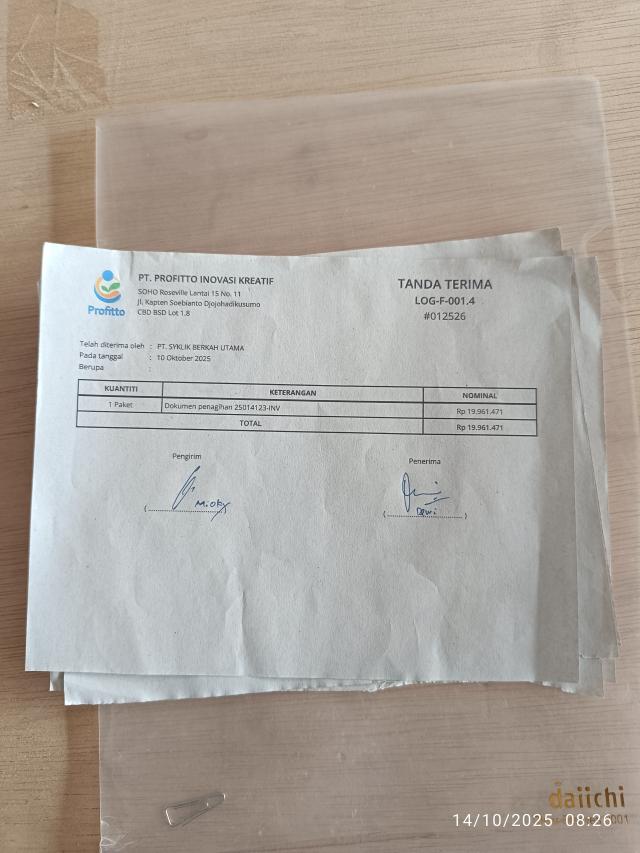 Profitto
PT. PROFITTO INOVASI KREATIF
SOHO Roseville Lantai 15 No. 11
Jl. Kapten Soebianto Djojohadikusumo
CBD BSD Lot 1.8
TANDA TERIMA
LOG-F-001.4
#012526
Telah diterima oleh : PT. SYKLIK BERKAH UTAMA
Pada tanggal : 10 Oktober 2025
Berupa :
KUANTITI KETERANGAN NOMINAL
1 Paket Dokumen penagihan 25014123-INV Rp 19.961.471
TOTAL Rp 19.961.471
Pengirim Penerima
(Micky) (Dewi)
daiichi
14/10/2025 08:26